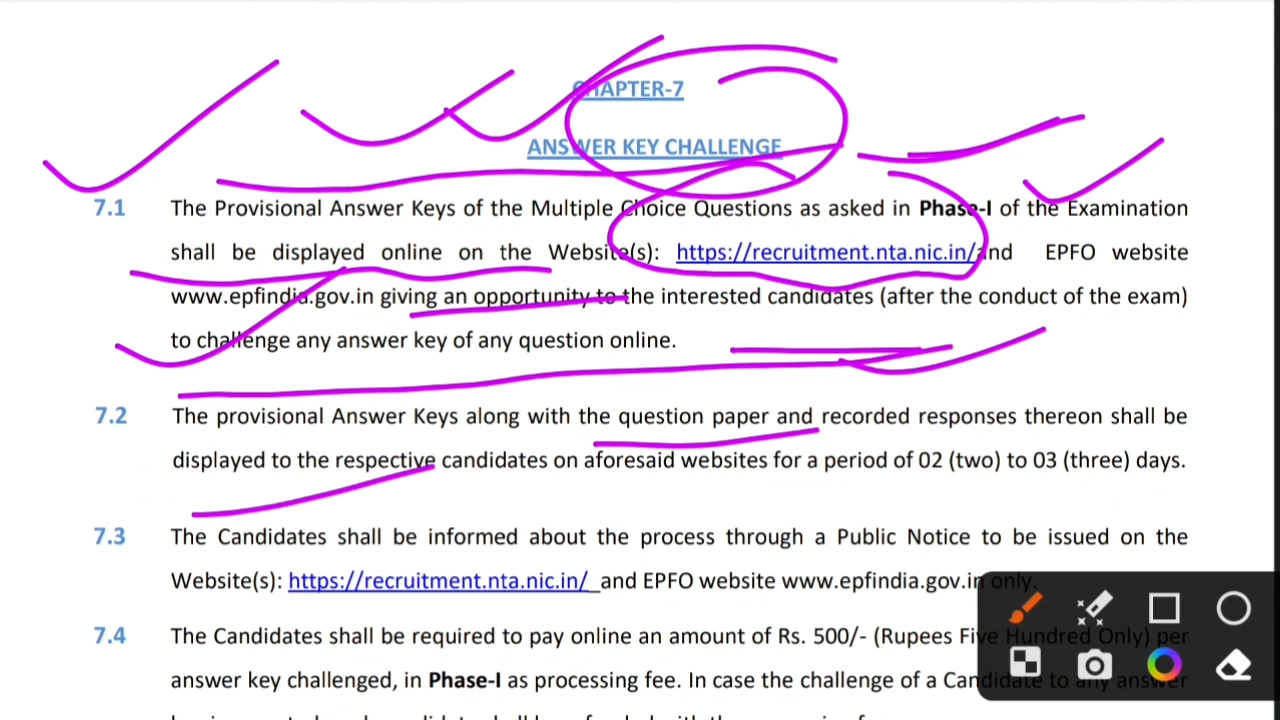 CHAPTER-7
ANSWER KEY CHALLENGE
7.1 The Provisional Answer Keys of the Multiple Choice Questions as asked in Phase-I of the Examination
shall be displayed online on the Website(s): https://recruitment.nta.nic.in/and EPFO website
www.epfindia.gov.in giving an opportunity to the interested candidates (after the conduct of the exam)
to challenge any answer key of any question online.
7.2 The provisional Answer Keys along with the question paper and recorded responses thereon shall be
displayed to the respective candidates on aforesaid websites for a period of 02 (two) to 03 (three) days.
7.3 The Candidates shall be informed about the process through a Public Notice to be issued on the
Website(s): https://recruitment.nta.nic.in/ and EPFO website www.epfindia.gov.in only.
7.4 The Candidates shall be required to pay online an amount of Rs. 500/- (Rupees Five Hundred Only) per
answer key challenged, in Phase-I as processing fee. In case the challenge of a Candidate to any answer